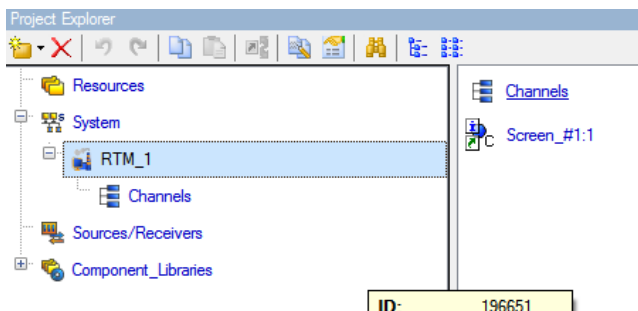 Project Explorer
Resources
System
RTM_1
Channels
Sources/Receivers
Component_Libraries
Channels
Screen_#1:1
ID: 196651